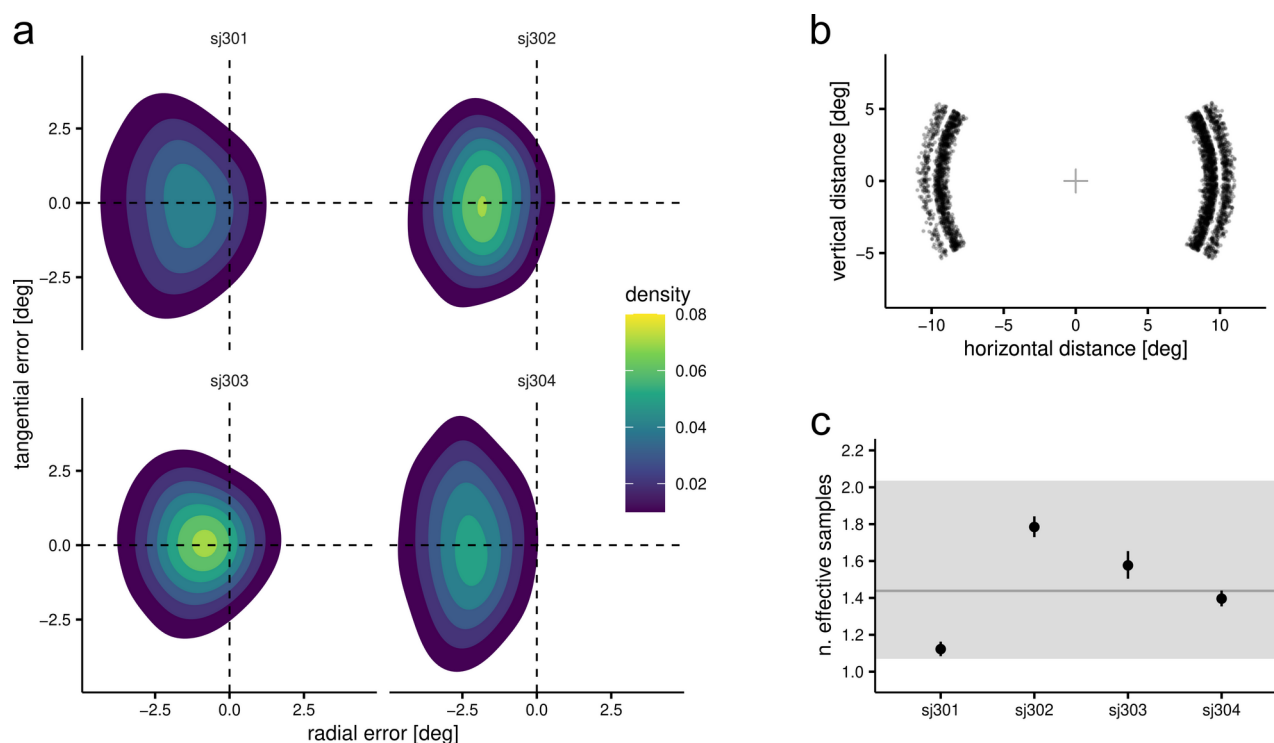 a
sj301
sj302
2.5
0.0
−2.5
sj303
sj304
2.5
0.0
−2.5
−2.5
0.0
2.5
−2.5
0.0
2.5
tangential error [deg]
radial error [deg]
density
0.08
0.06
0.04
0.02
b
5
0
−5
−10
−5
0
5
10
vertical distance [deg]
horizontal distance [deg]
c
2.2
2.0
1.8
1.6
1.4
1.2
1.0
n. effective samples
sj301
sj302
sj303
sj304